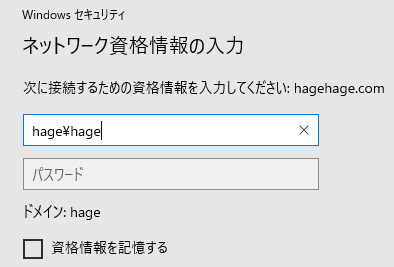 Windows セキュリティ
ネットワーク資格情報の入力
次に接続するための資格情報を入力してください: hagehage.com
hage¥hage
パスワード
ドメイン: hage
資格情報を記憶する